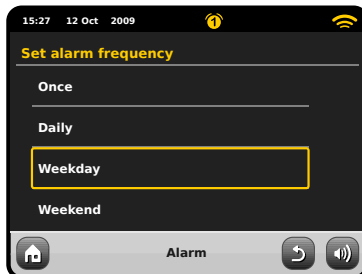 15:27 12 Oct 2009 1
Set alarm frequency
Once
Daily
Weekday
Weekend
Alarm